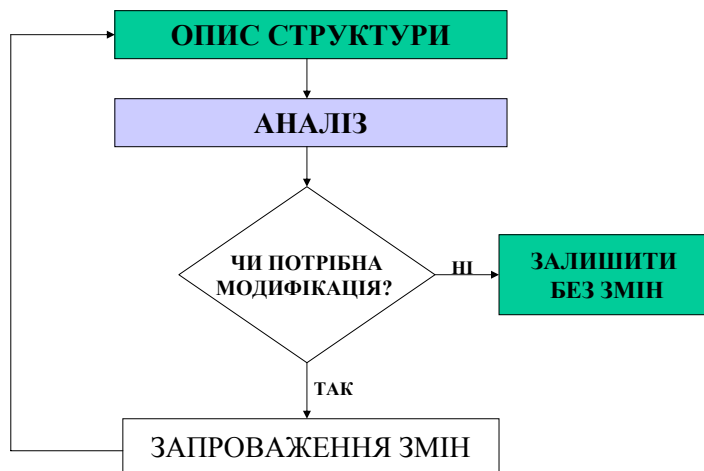 ОПИС СТРУКТУРИ
АНАЛІЗ
ЧИ ПОТРІБНА
МОДИФІКАЦІЯ?
НІ
ЗАЛИШИТИ
БЕЗ ЗМІН
ТАК
ЗАПРОВАЖЕННЯ ЗМІН